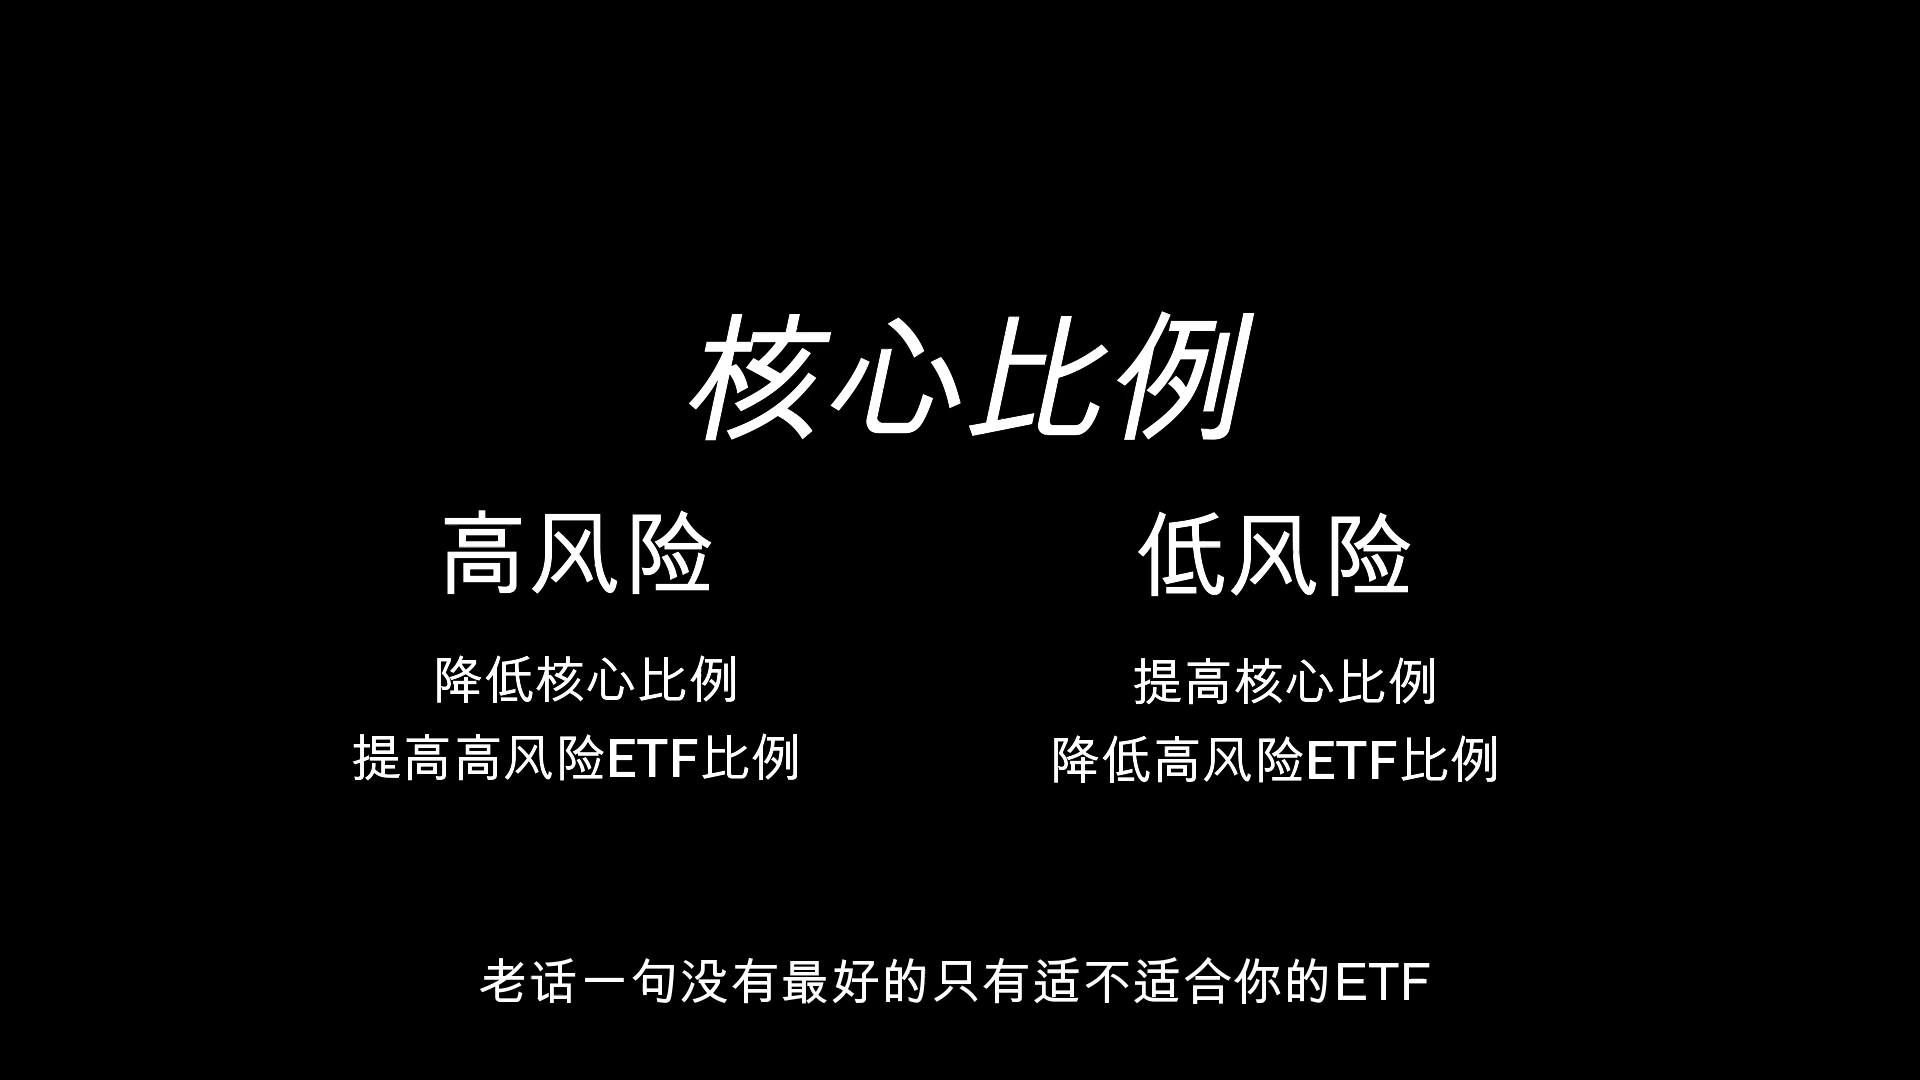 核心比例
高风险
低风险
降低核心比例
提高核心比例
提高高风险ETF比例
降低高风险ETF比例
老话一句没有最好的只有适不适合你的ETF